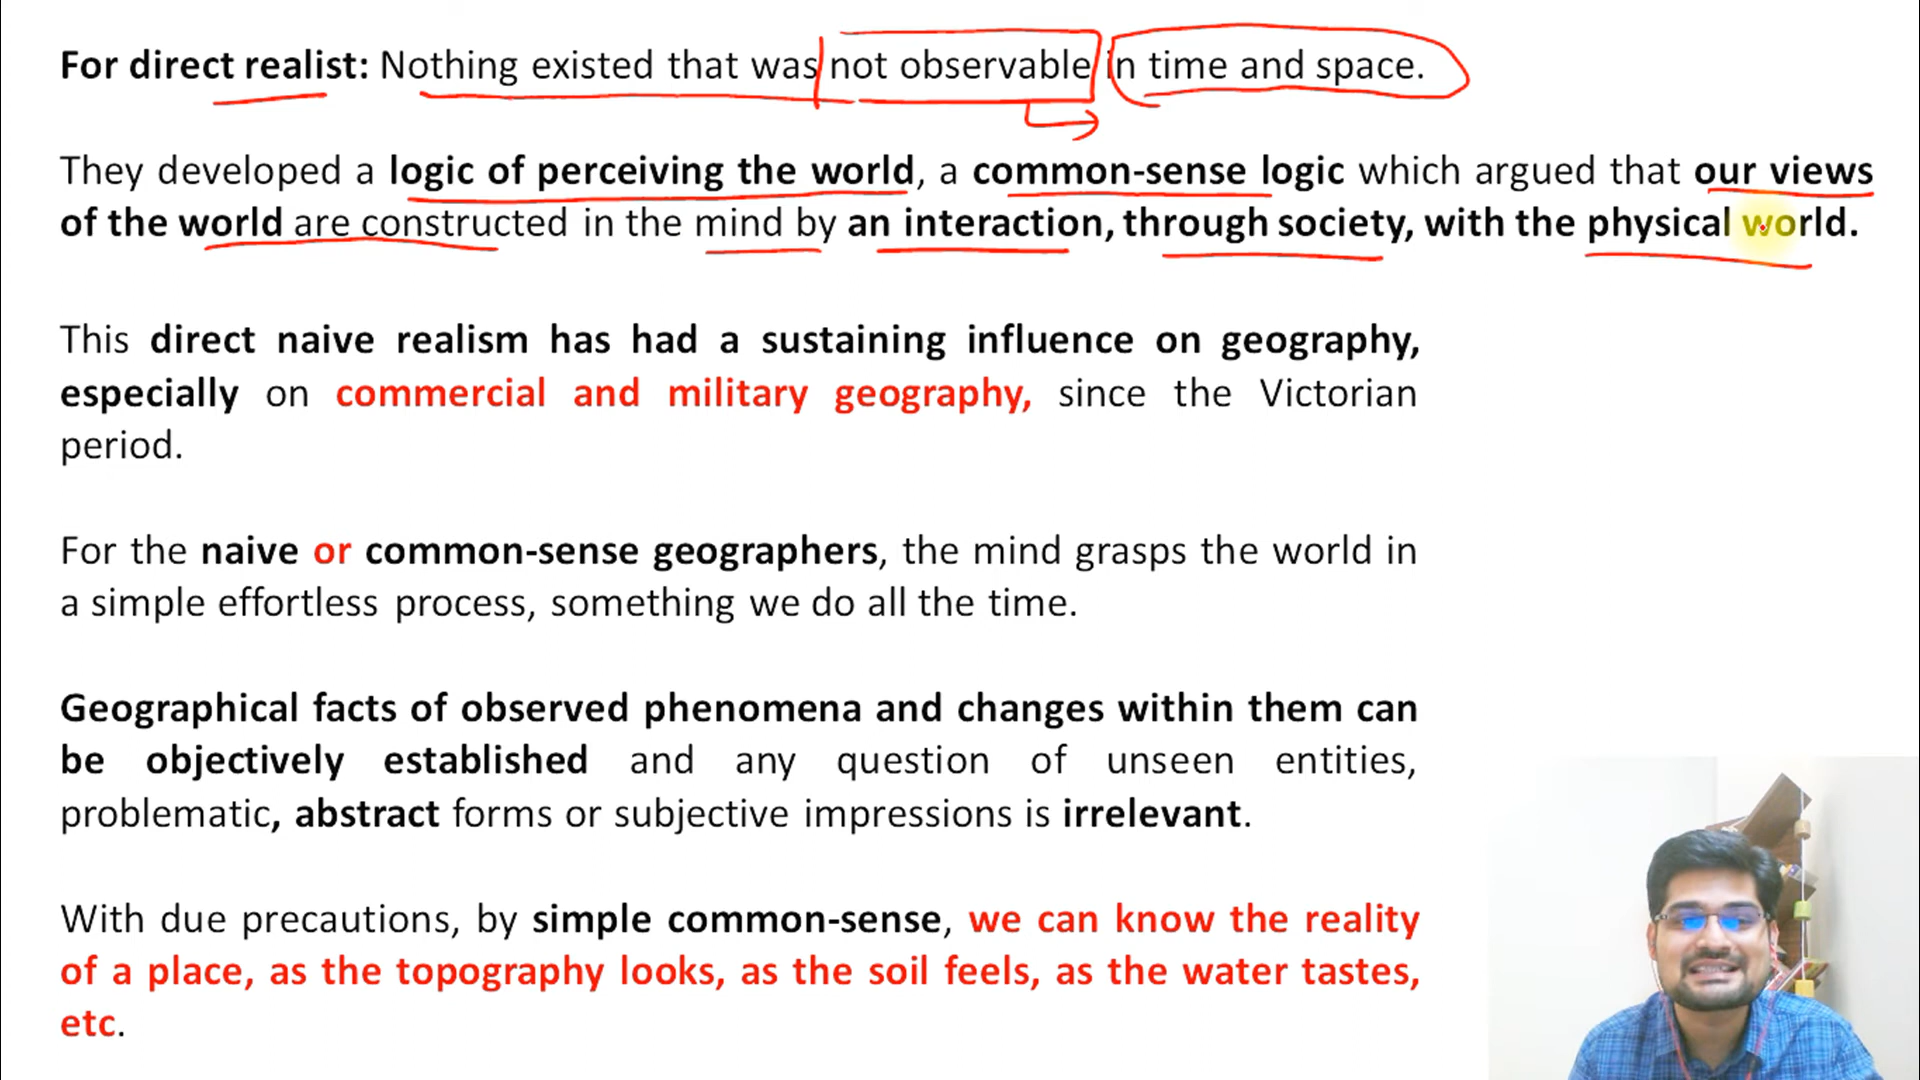 For direct realist: Nothing existed that was not observable in time and space.
They developed a logic of perceiving the world, a common-sense logic which argued that our views
of the world are constructed in the mind by an interaction, through society, with the physical world.
This direct naive realism has had a sustaining influence on geography,
especially on commercial and military geography, since the Victorian
period.
For the naive or common-sense geographers, the mind grasps the world in
a simple effortless process, something we do all the time.
Geographical facts of observed phenomena and changes within them can
be objectively established and any question of unseen entities,
problematic, abstract forms or subjective impressions is irrelevant.
With due precautions, by simple common-sense, we can know the reality
of a place, as the topography looks, as the soil feels, as the water tastes,
etc.